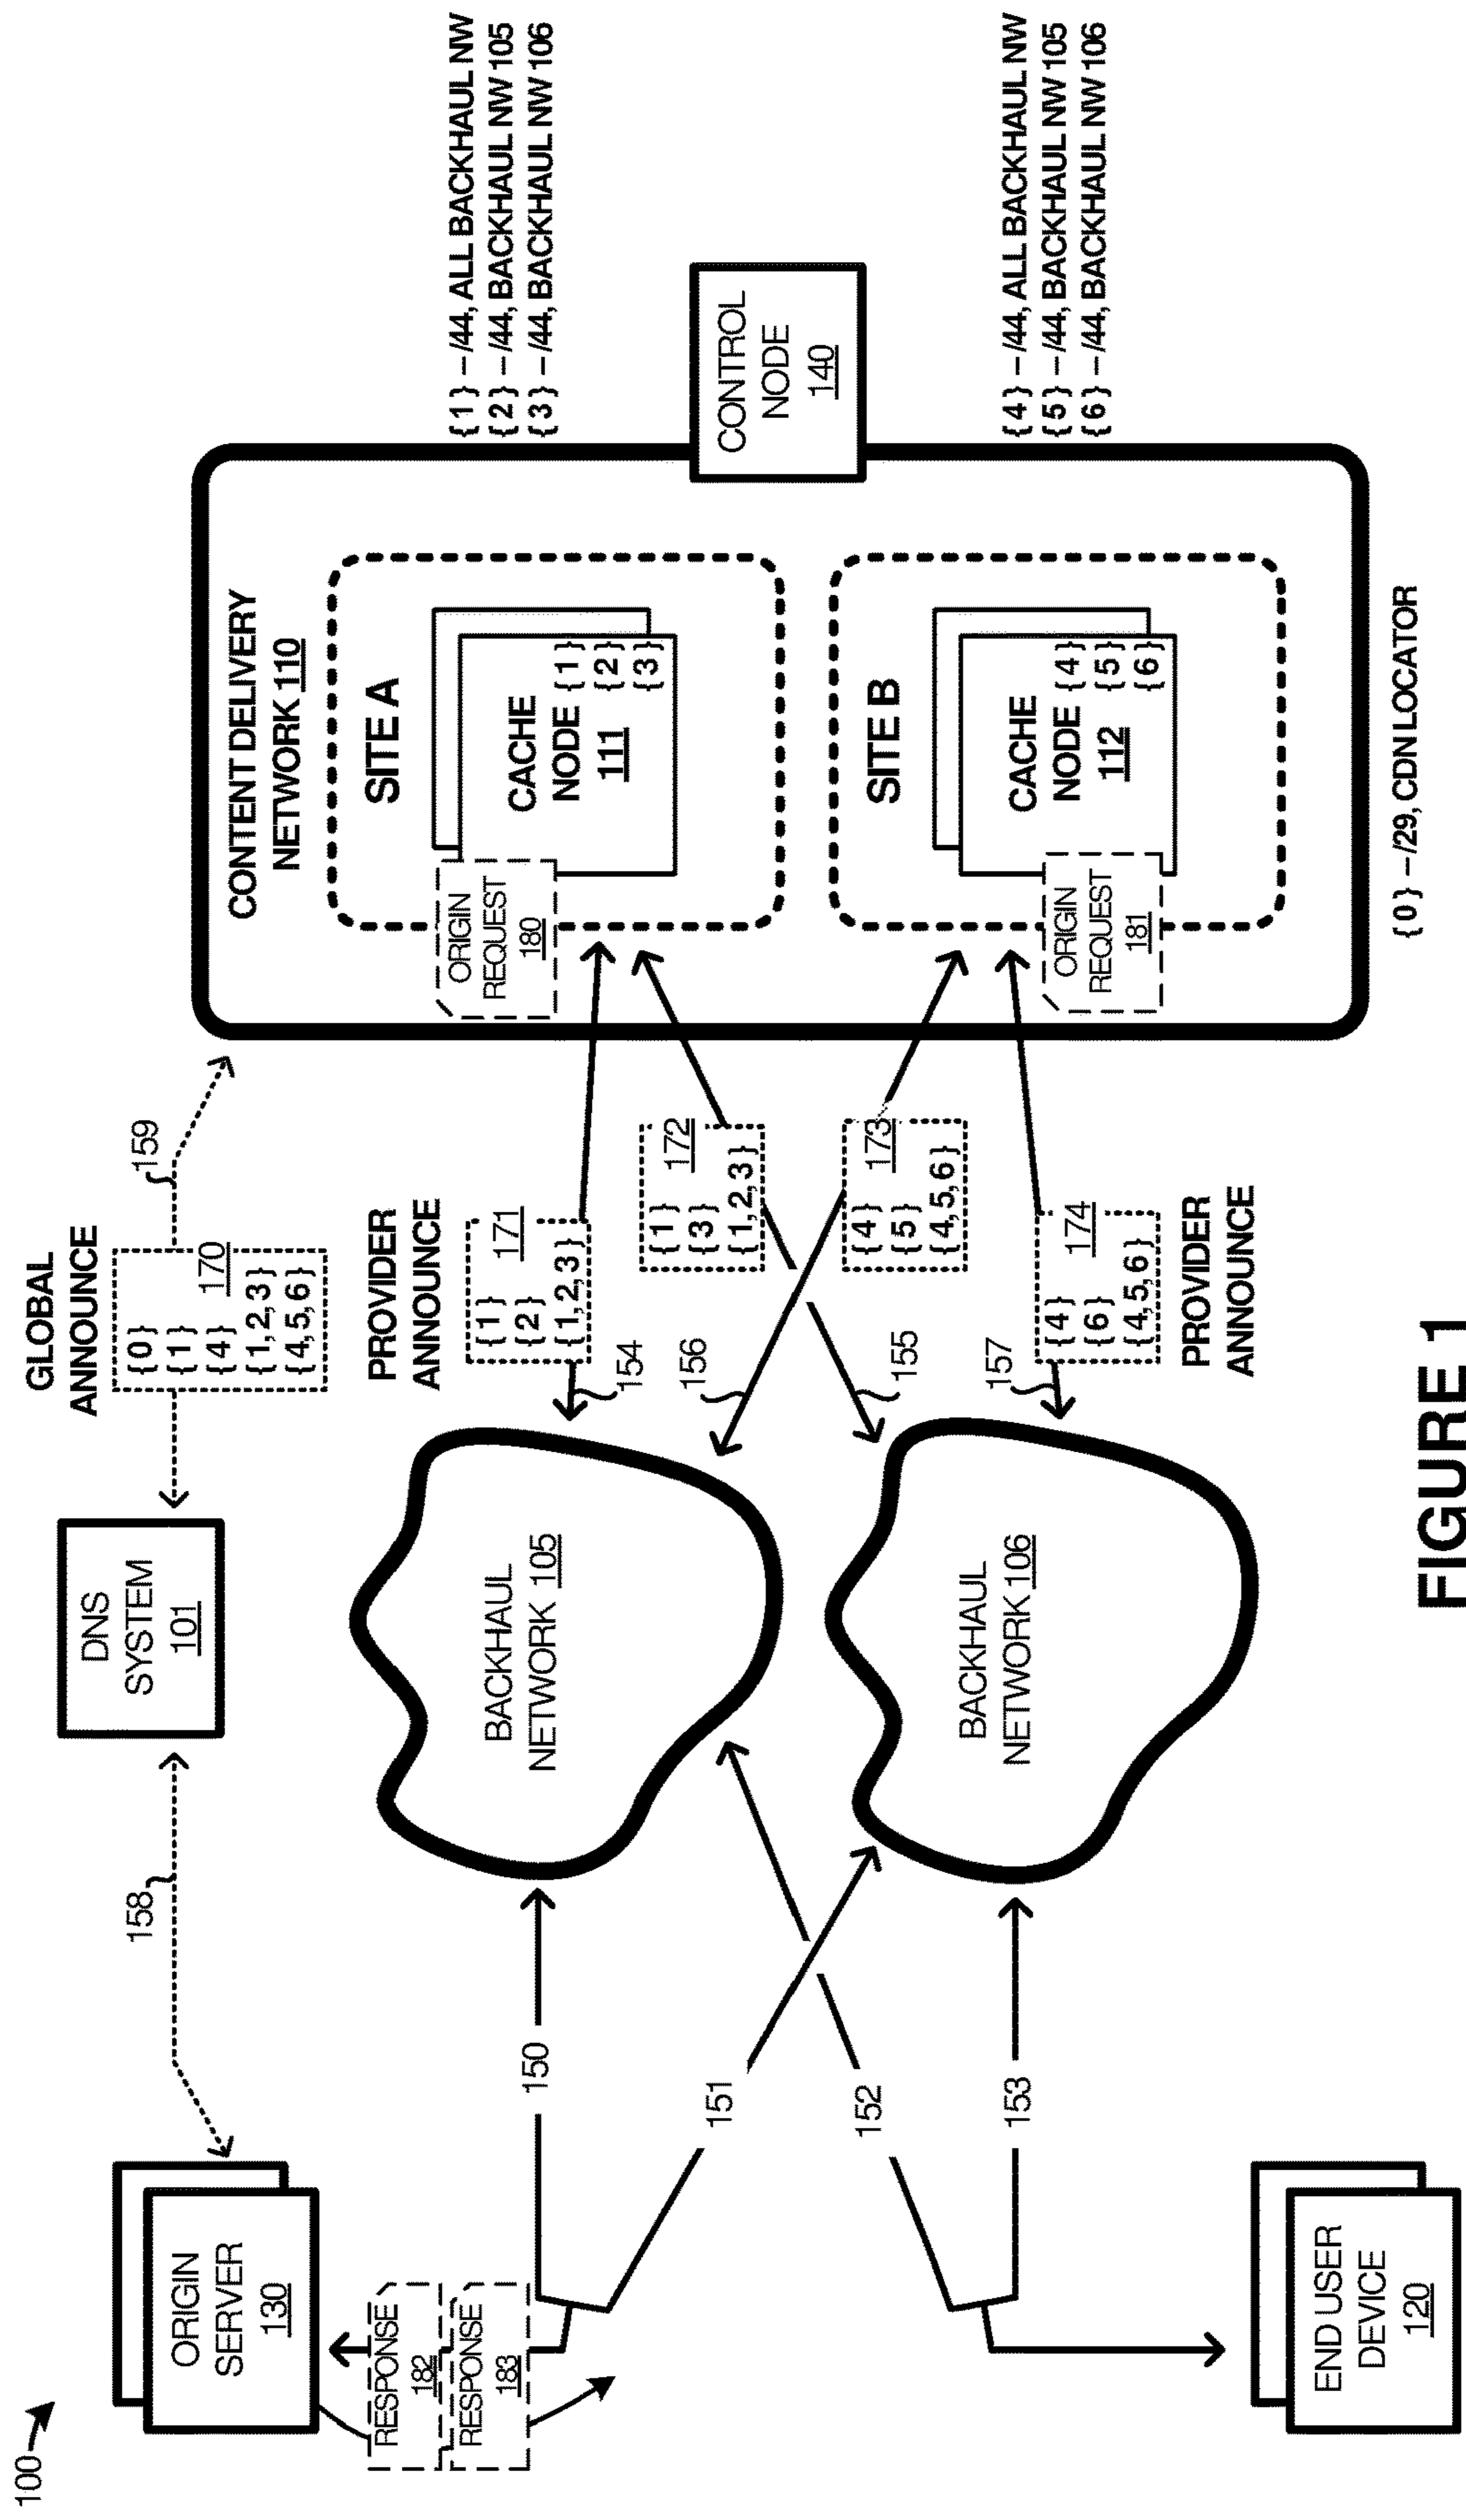 100
ORIGIN
SERVER
130
RESPONSE
182
RESPONSE
183
END USER
DEVICE
120
158
150
151
152
153
DNS
SYSTEM
101
BACKHAUL
NETWORK 105
BACKHAUL
NETWORK 106
GLOBAL
ANNOUNCE
{ 0 }
{ 1 }
{ 4 }
{ 1, 2, 3 }
{ 4, 5, 6 }
170
159
PROVIDER
ANNOUNCE
{ 1 }
{ 2 }
{ 1, 2, 3 }
171
154
156
{ 1 }
{ 3 }
{ 1, 2, 3 }
172
{ 4 }
{ 5 }
{ 4, 5, 6 }
173
155
157
{ 4 }
{ 6 }
{ 4, 5, 6 }
174
PROVIDER
ANNOUNCE
CONTENT DELIVERY
NETWORK 110
SITE A
CACHE
NODE
111
{ 1 }
{ 2 }
{ 3 }
ORIGIN
REQUEST
180
SITE B
CACHE
NODE
112
{ 4 }
{ 5 }
{ 6 }
ORIGIN
REQUEST
181
CONTROL
NODE
140
{ 1 } – /44, ALL BACKHAUL NW
{ 2 } – /44, BACKHAUL NW 105
{ 3 } – /44, BACKHAUL NW 106
{ 4 } – /44, ALL BACKHAUL NW
{ 5 } – /44, BACKHAUL NW 105
{ 6 } – /44, BACKHAUL NW 106
{ 0 } – /29, CDN LOCATOR
FIGURE 1